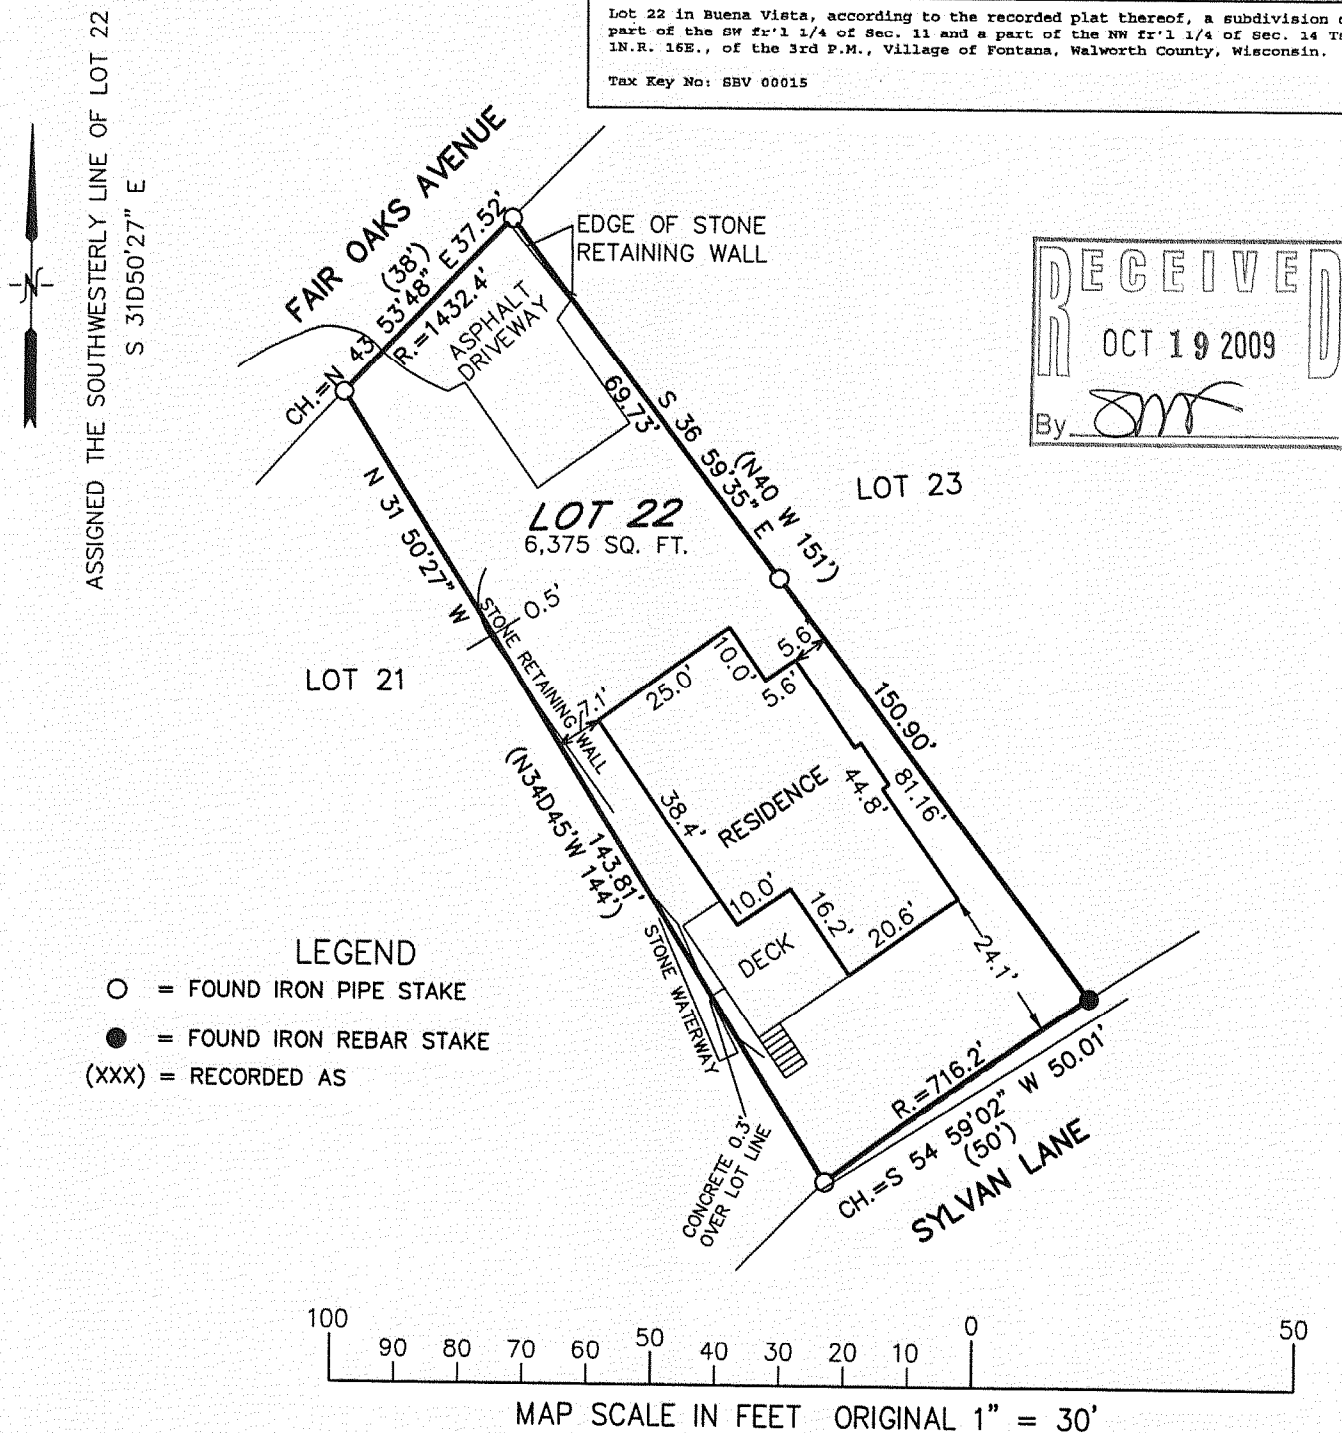 Lot 22 in Buena Vista, according to the recorded plat thereof, a subdivision
part of the SW fr'l 1/4 of Sec. 11 and a part of the NW fr'l 1/4 of Sec. 14
1N.R. 16E., of the 3rd P.M., Village of Fontana, Walworth County, Wisconsin.
Tax Key No: SBV 00015
ASSIGNED THE SOUTHWESTERLY LINE OF LOT 22
S 31D50'27" E
N
FAIR OAKS AVENUE
(38')
CH.=N 43 53'48" E 37.52'
R.=1432.4'
ASPHALT
DRIVEWAY
EDGE OF STONE
RETAINING WALL
RECEIVED
OCT 19 2009
By
69.73'
S 36 59'35" E
(N40 W 151')
LOT 23
LOT 22
6,375 SQ. FT.
N 31 50'27" W
0.5'
STONE RETAINING WALL
LOT 21
7.1'
25.0'
10.0'
5.6'
5.6'
150.90'
81.16'
44.8'
RESIDENCE
38.4'
143.81'
(N34D45'W 144')
10.0'
16.2'
20.6'
DECK
24.1'
STONE WATERWAY
CONCRETE 0.3'
OVER LOT LINE
R.=716.2'
CH.=S 54 59'02" W 50.01'
(50')
SYLVAN LANE
LEGEND
= FOUND IRON PIPE STAKE
= FOUND IRON REBAR STAKE
(XXX) = RECORDED AS
100 90 80 70 60 50 40 30 20 10 0 50
MAP SCALE IN FEET ORIGINAL 1" = 30'